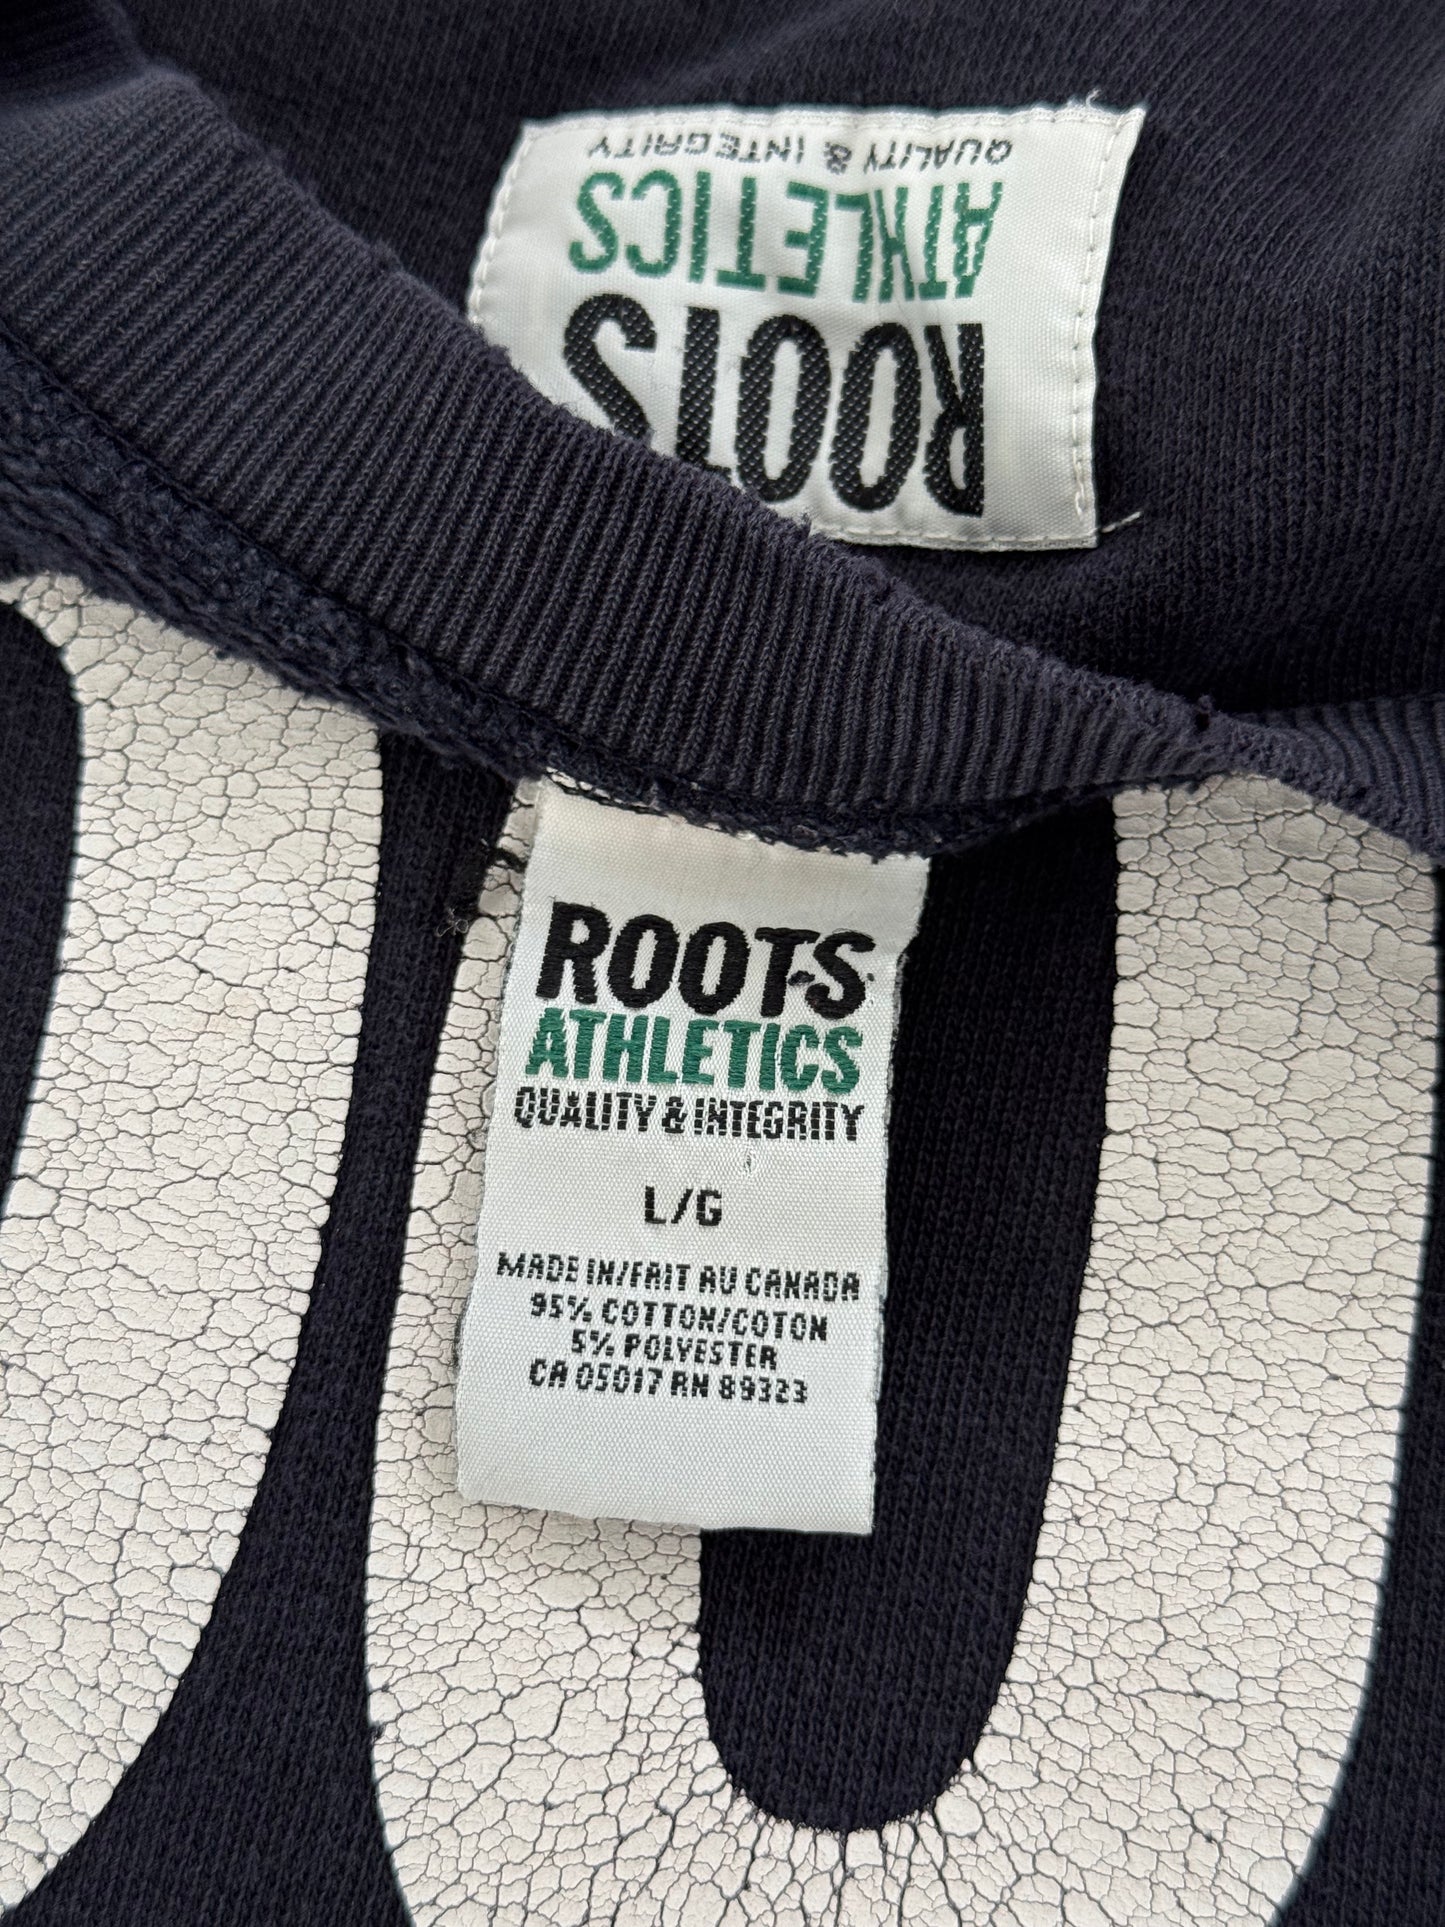 QUALITY & INTEGRITY
ATHLETICS
ROOTS
ROOTS
ATHLETICS
QUALITY & INTEGRITY
L/G
MADE IN/FAIT AU CANADA
95% COTTON/COTON
5% POLYESTER
CA 05017 RN 89323